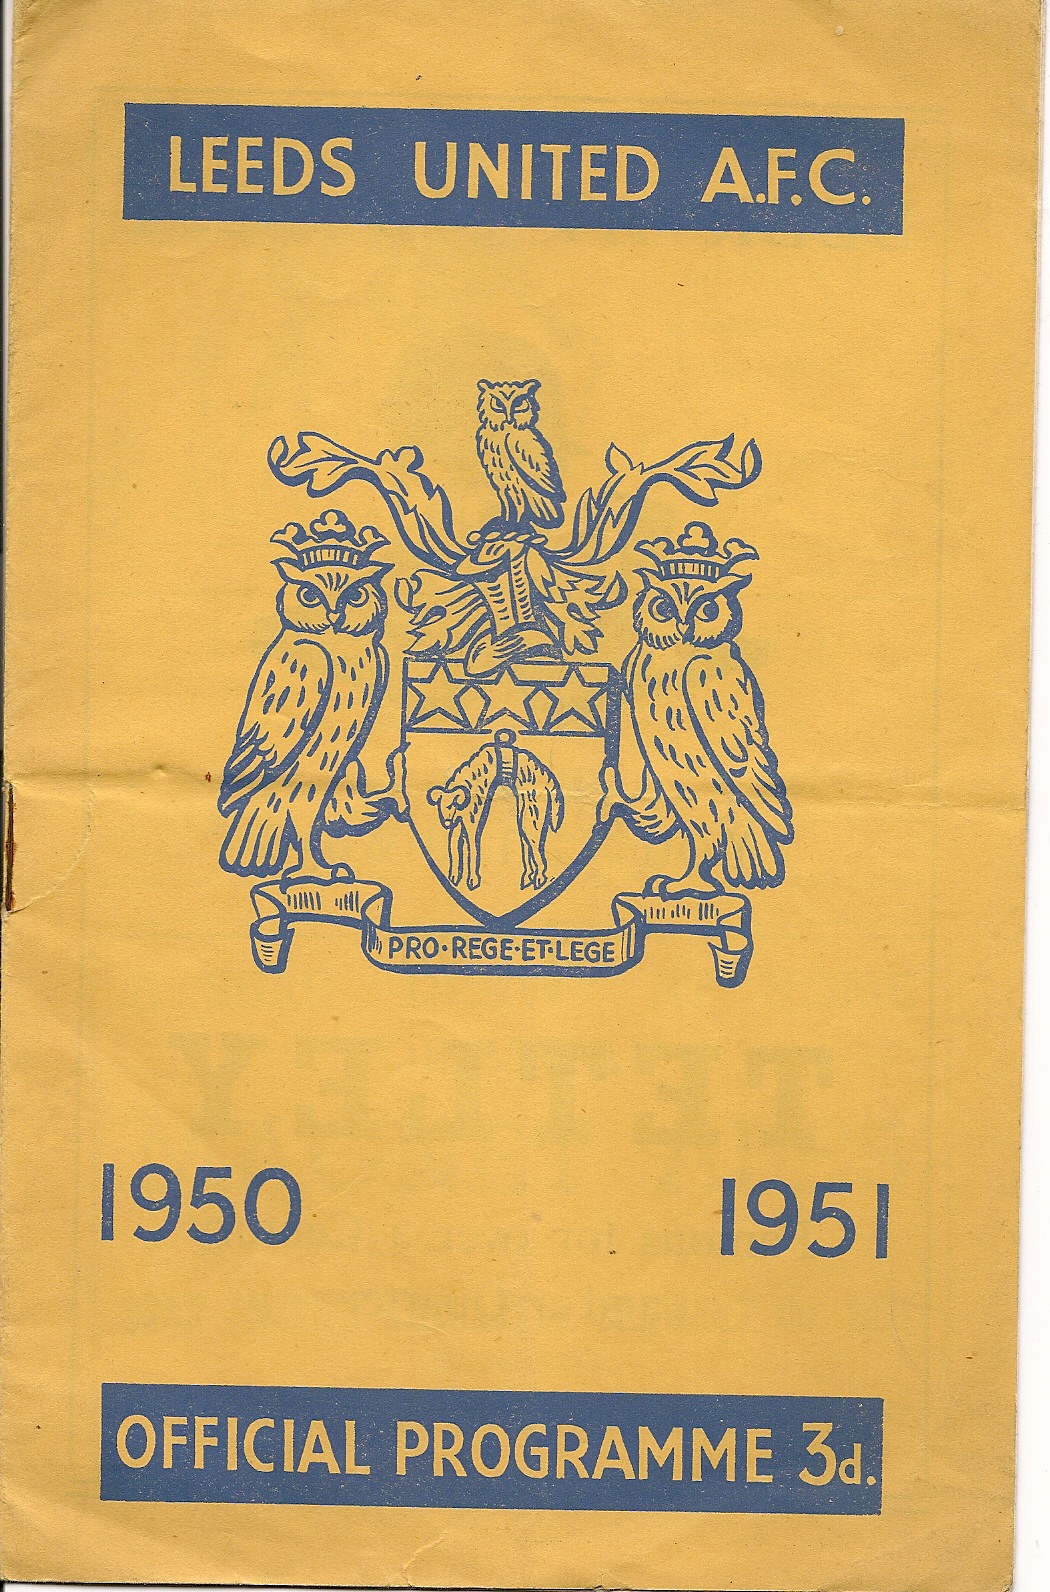 LEEDS UNITED A.F.C.
PRO·REGE·ET·LEGE
1950 1951
OFFICIAL PROGRAMME 3d.